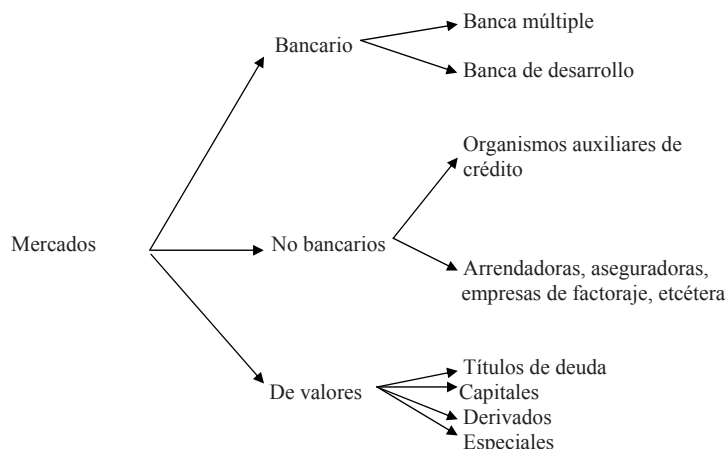 Mercados
Bancario
Banca múltiple
Banca de desarrollo
No bancarios
Organismos auxiliares de
crédito
Arrendadoras, aseguradoras,
empresas de factoraje, etcétera
De valores
Títulos de deuda
Capitales
Derivados
Especiales